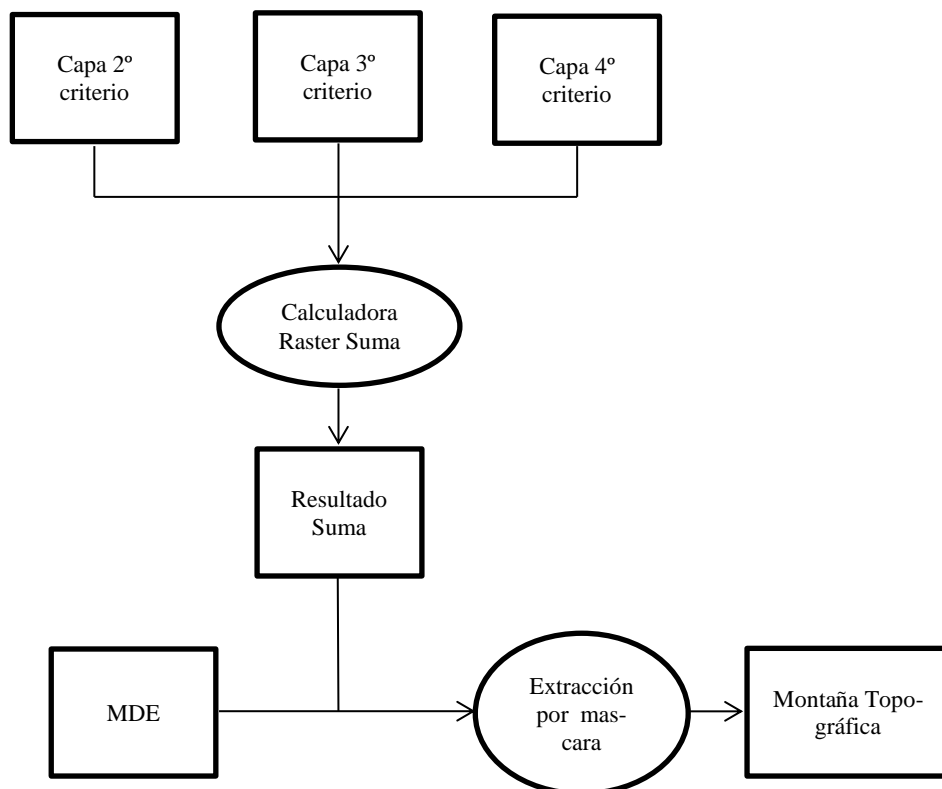 Capa 2º
criterio
Capa 3º
criterio
Capa 4º
criterio
Calculadora
Raster Suma
Resultado
Suma
MDE
Extracción
por mas-
cara
Montaña Topo-
gráfica